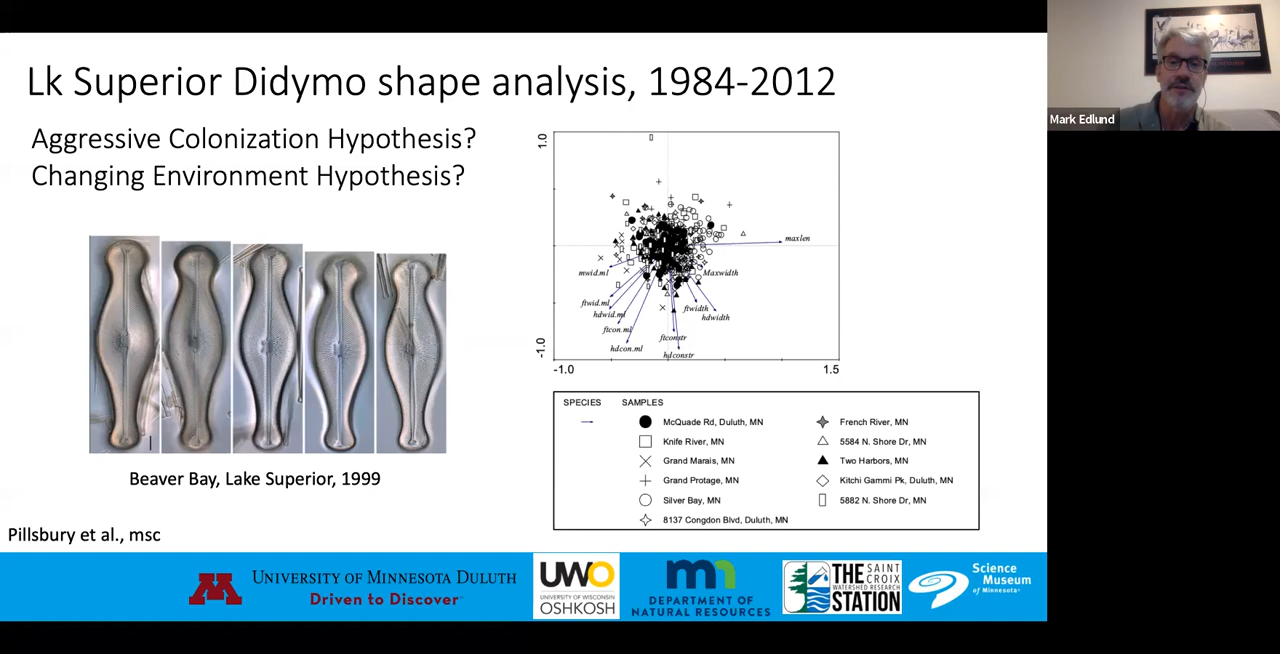 Lk Superior Didymo shape analysis, 1984-2012
Mark Edlund
Aggressive Colonization Hypothesis?
Changing Environment Hypothesis?
1.0
maxlen
mwid.ml
Maxwidth
ftwid.ml
ftwidth
hdwid.ml
hdwidth
ftcon.ml
ftconstr
hdcon.ml
hdconstr
-1.0
-1.0
1.5
SPECIES
SAMPLES
McQuade Rd, Duluth, MN
Knife River, MN
Grand Marais, MN
Grand Protage, MN
Silver Bay, MN
8137 Congdon Blvd, Duluth, MN
French River, MN
5584 N. Shore Dr, MN
Two Harbors, MN
Kitchi Gammi Pk, Duluth, MN
5882 N. Shore Dr, MN
Beaver Bay, Lake Superior, 1999
Pillsbury et al., msc
M
UNIVERSITY OF MINNESOTA DULUTH
Driven to Discover
UWO
UNIVERSITY OF WISCONSIN
OSHKOSH
mn
DEPARTMENT OF
NATURAL RESOURCES
THE SAINT CROIX
WATERSHED RESEARCH
STATION
Science
Museum
of Minnesota